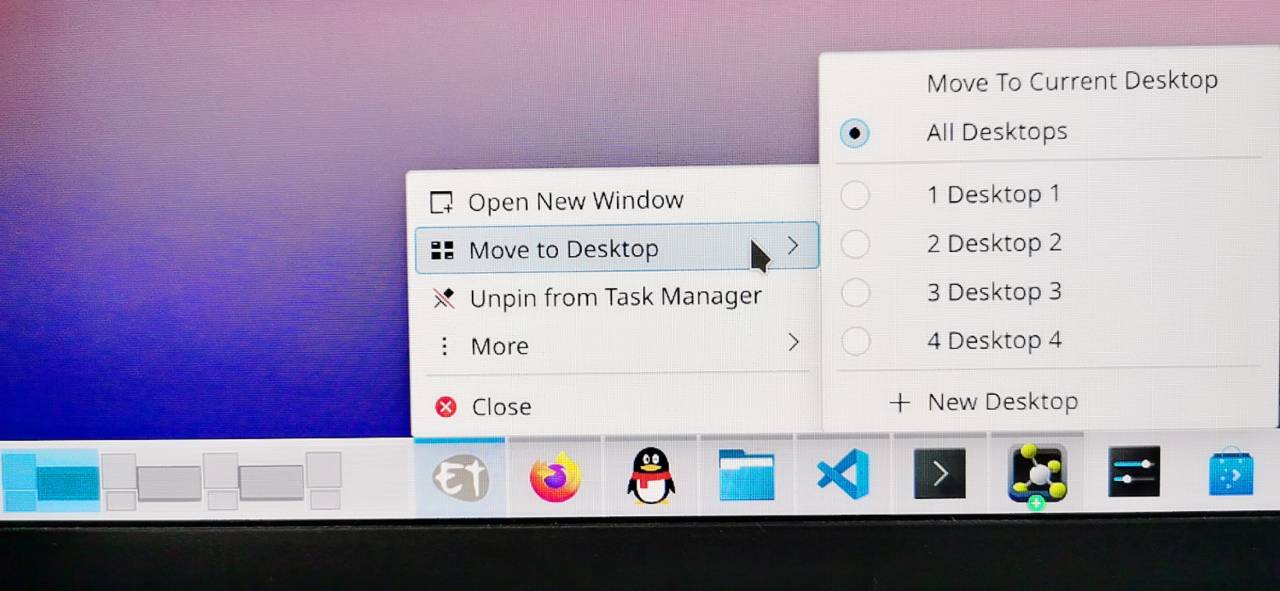 Open New Window
Move to Desktop
Unpin from Task Manager
More
Close
Move To Current Desktop
All Desktops
1 Desktop 1
2 Desktop 2
3 Desktop 3
4 Desktop 4
New Desktop
Et